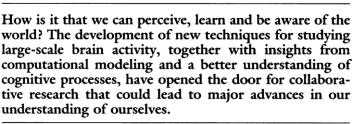 How is it that we can perceive, learn and be aware of the
world? The development of new techniques for studying
large-scale brain activity, together with insights from
computational modeling and a better understanding of
cognitive processes, have opened the door for collabora-
tive research that could lead to major advances in our
understanding of ourselves.